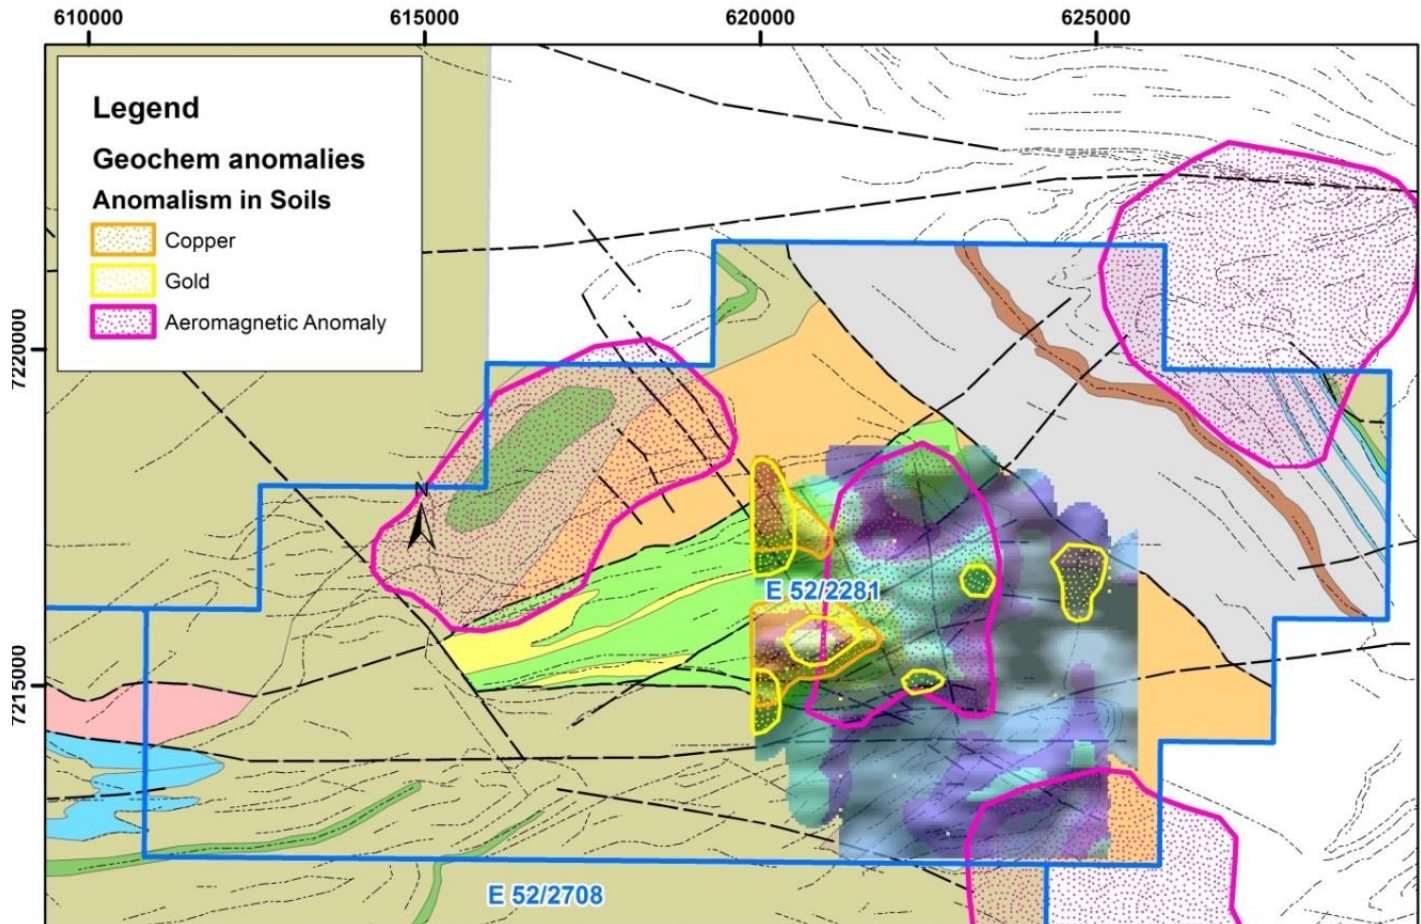 610000 615000 620000 625000
Legend
Geochem anomalies
Anomalism in Soils
Copper
Gold
Aeromagnetic Anomaly
7220000
N
E 52/2281
7215000
E 52/2708